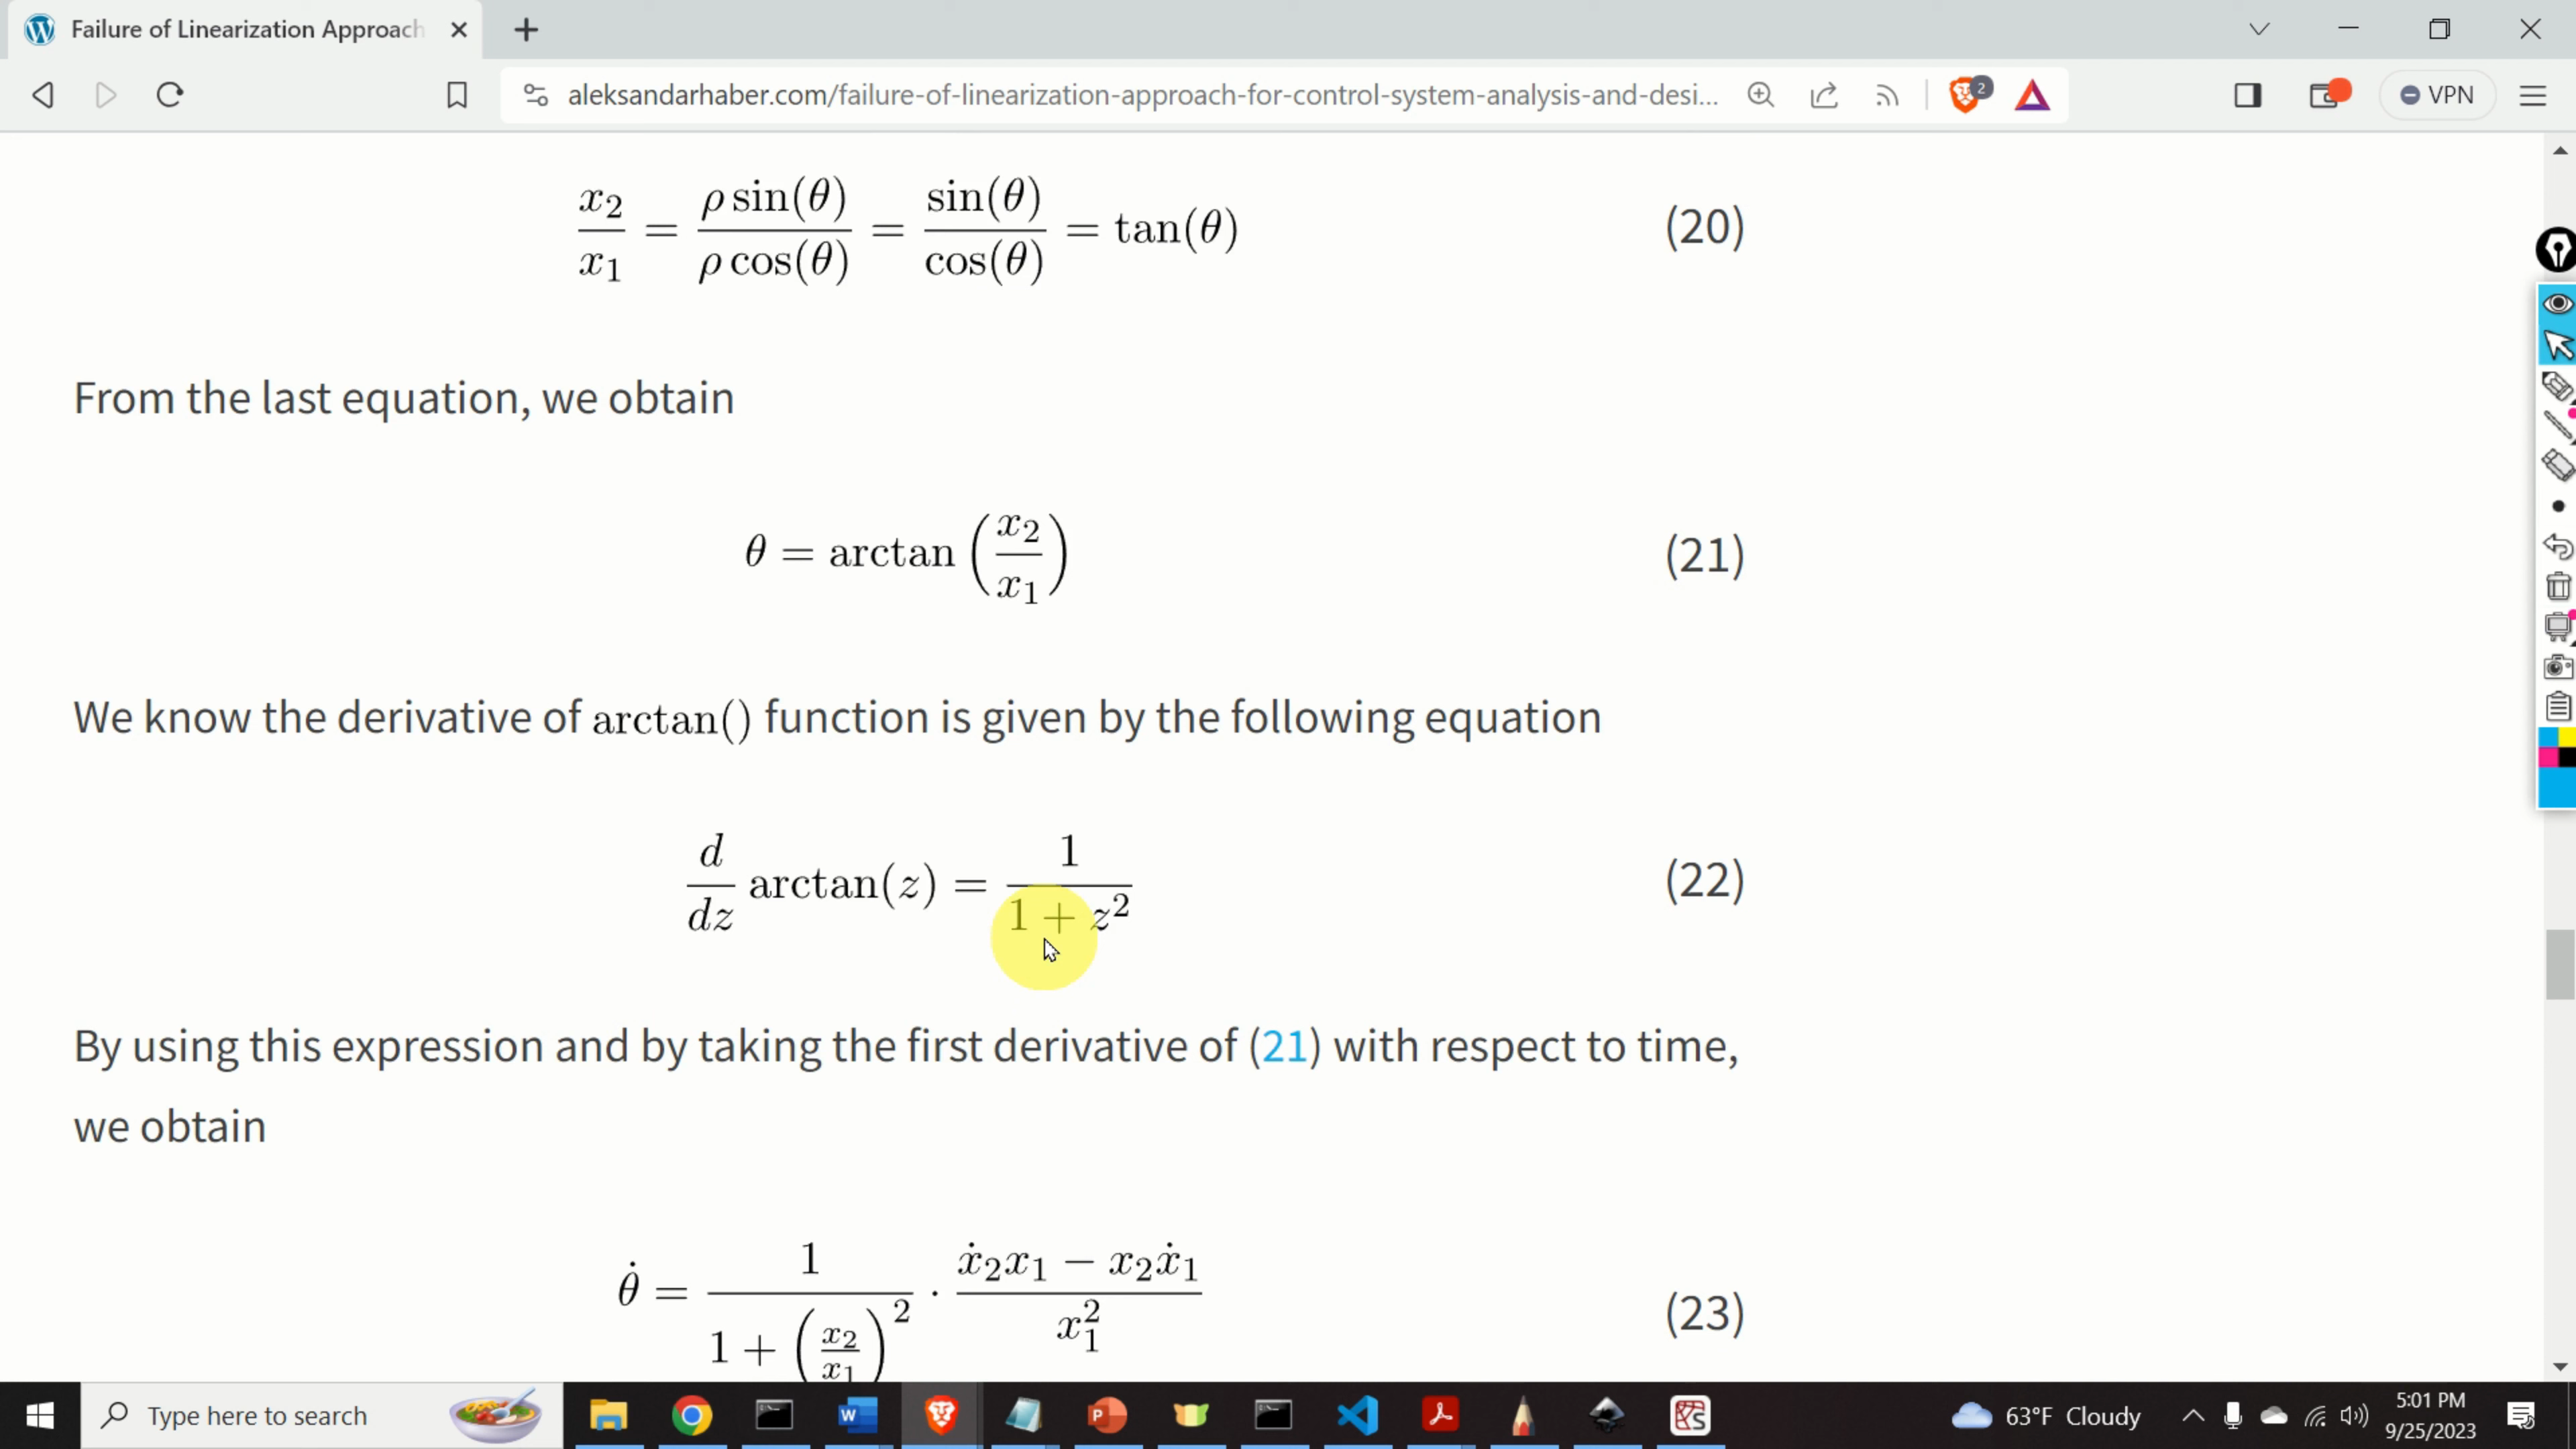 Failure of Linearization Approach
aleksandarhaber.com/failure-of-linearization-approach-for-control-system-analysis-and-desi...
2
VPN
x₂/x₁ = ρ sin(θ)/ρ cos(θ) = sin(θ)/cos(θ) = tan(θ) (20)
From the last equation, we obtain
θ = arctan (x₂/x₁) (21)
We know the derivative of arctan() function is given by the following equation
d/dz arctan(z) = 1/(1 + z²) (22)
By using this expression and by taking the first derivative of (21) with respect to time,
we obtain
θ̇ = 1/(1 + (x₂/x₁)²) · (ẋ₂x₁ − x₂ẋ₁)/x₁² (23)
Type here to search
63°F Cloudy
5:01 PM
9/25/2023